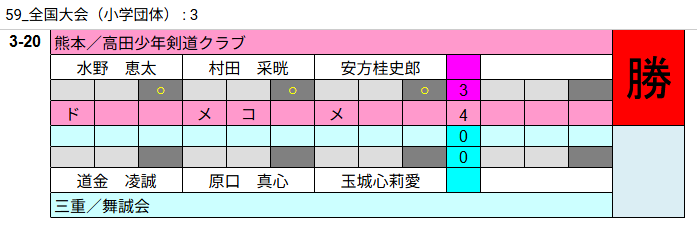 59_全国大会（小学団体）: 3
3-20 熊本／高田少年剣道クラブ 勝
水野　恵太 村田　采晄 安方桂史郎
○ ○ ○ 3
ド メ コ メ 4
0
0
道金　凌誠 原口　真心 玉城心莉愛
三重／舞誠会